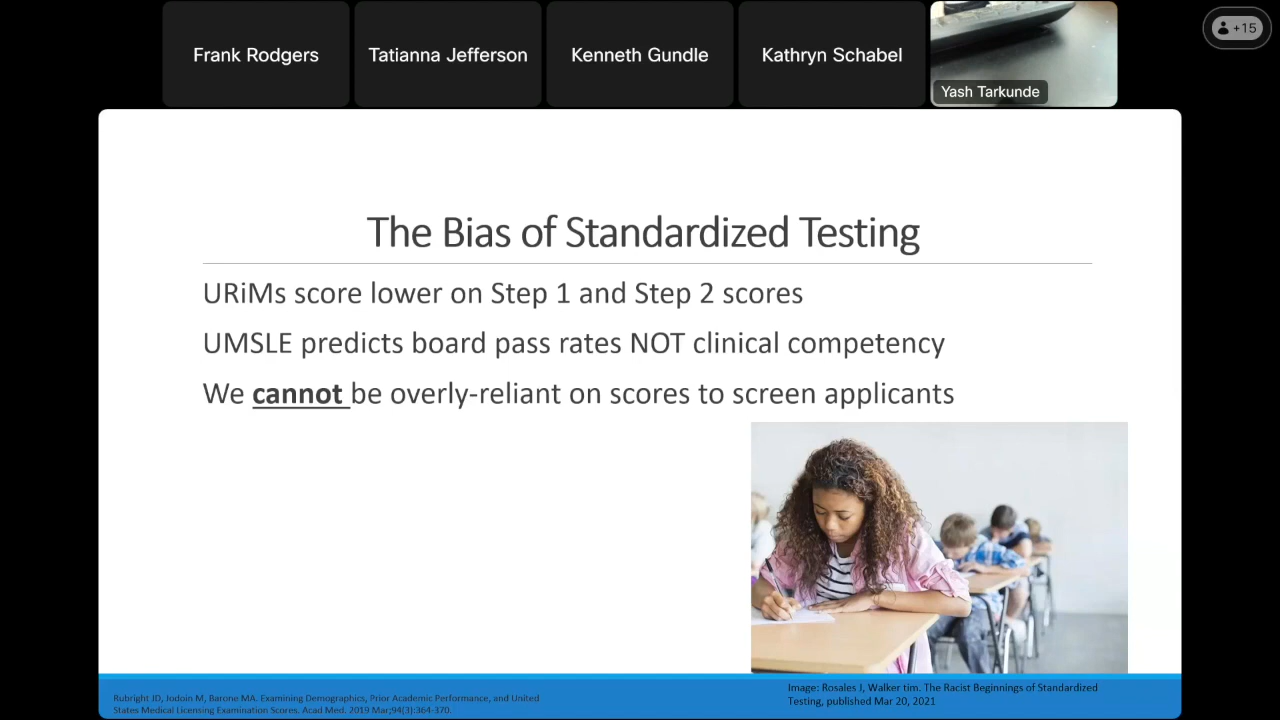 Frank Rodgers
Tatianna Jefferson
Kenneth Gundle
Kathryn Schabel
Yash Tarkunde
+15
The Bias of Standardized Testing
URiMs score lower on Step 1 and Step 2 scores
UMSLE predicts board pass rates NOT clinical competency
We cannot be overly-reliant on scores to screen applicants
Rubright JD, Jodoin M, Barone MA. Examining Demographics, Prior Academic Performance, and United
States Medical Licensing Examination Scores. Acad Med. 2019 Mar;94(3):364-370.
Image: Rosales J, Walker tim. The Racist Beginnings of Standardized
Testing, published Mar 20, 2021